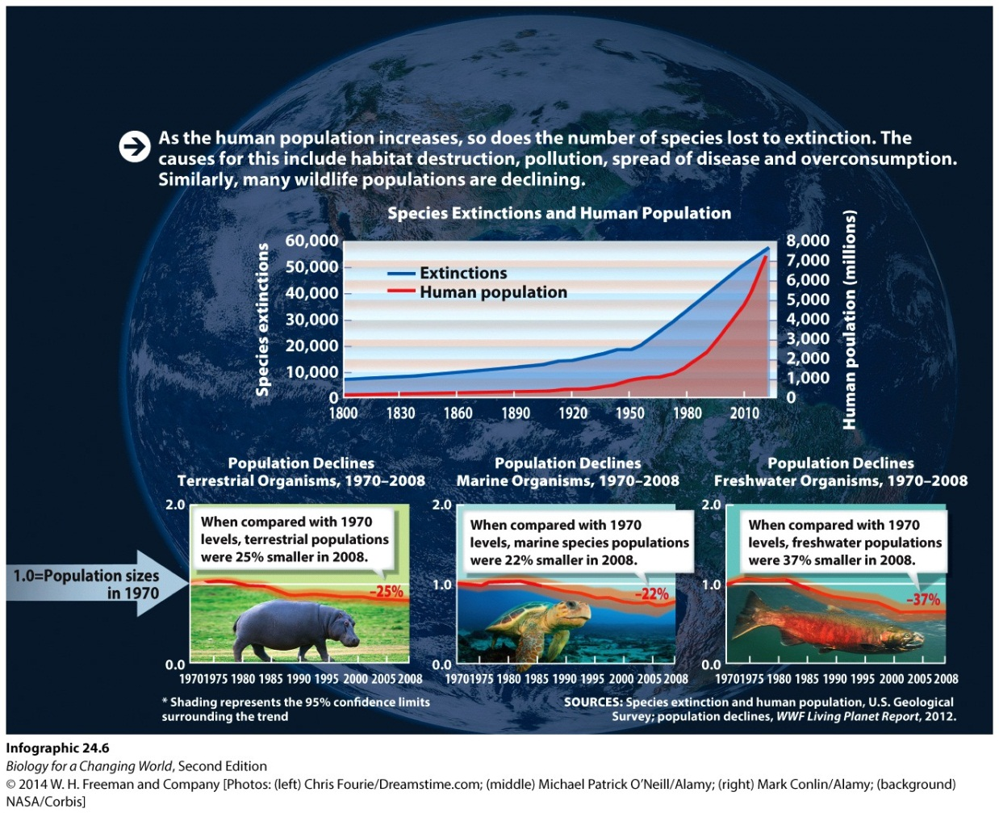 As the human population increases, so does the number of species lost to extinction. The
causes for this include habitat destruction, pollution, spread of disease and overconsumption.
Similarly, many wildlife populations are declining.
Species Extinctions and Human Population
Species extinctions
60,000
50,000
40,000
30,000
20,000
10,000
0
Extinctions
Human population
8,000
7,000
6,000
5,000
4,000
3,000
2,000
1,000
0
Human population (millions)
1800 1830 1860 1890 1920 1950 1980 2010
1.0=Population sizes
in 1970
Population Declines
Terrestrial Organisms, 1970–2008
2.0
When compared with 1970
levels, terrestrial populations
were 25% smaller in 2008.
–25%
0.0
1970 1975 1980 1985 1990 1995 2000 2005 2008
Population Declines
Marine Organisms, 1970–2008
2.0
When compared with 1970
levels, marine species populations
were 22% smaller in 2008.
1.0
–22%
0.0
1970 1975 1980 1985 1990 1995 2000 2005 2008
Population Declines
Freshwater Organisms, 1970–2008
2.0
When compared with 1970
levels, freshwater populations
were 37% smaller in 2008.
1.0
–37%
0.0
1970 1975 1980 1985 1990 1995 2000 2005 2008
* Shading represents the 95% confidence limits
surrounding the trend
SOURCES: Species extinction and human population, U.S. Geological
Survey; population declines, WWF Living Planet Report, 2012.
Infographic 24.6
Biology for a Changing World, Second Edition
© 2014 W. H. Freeman and Company [Photos: (left) Chris Fourie/Dreamstime.com; (middle) Michael Patrick O'Neill/Alamy; (right) Mark Conlin/Alamy; (background)
NASA/Corbis]